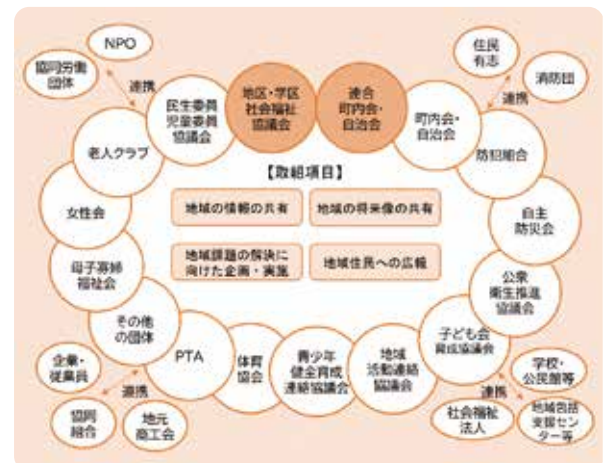 NPO
協同労働
団体
連携
民生委員
児童委員
協議会
地区・学区
社会福祉
協議会
連合
町内会・
自治会
町内会・
自治会
住民
有志
消防団
連携
防犯組合
自主
防災会
公衆
衛生推進
協議会
子ども会
育成協議会
学校・
公民館等
連携
社会福祉
法人
地域包括
支援セン
ター等
地域
活動連絡
協議会
青少年
健全育成
連絡協議会
体育
協会
PTA
その他
の団体
企業・
従業員
連携
協同
組合
地元
商工会
母子寡婦
福祉会
女性会
老人クラブ
【取組項目】
地域の情報の共有
地域の将来像の共有
地域課題の解決に
向けた企画・実施
地域住民への広報